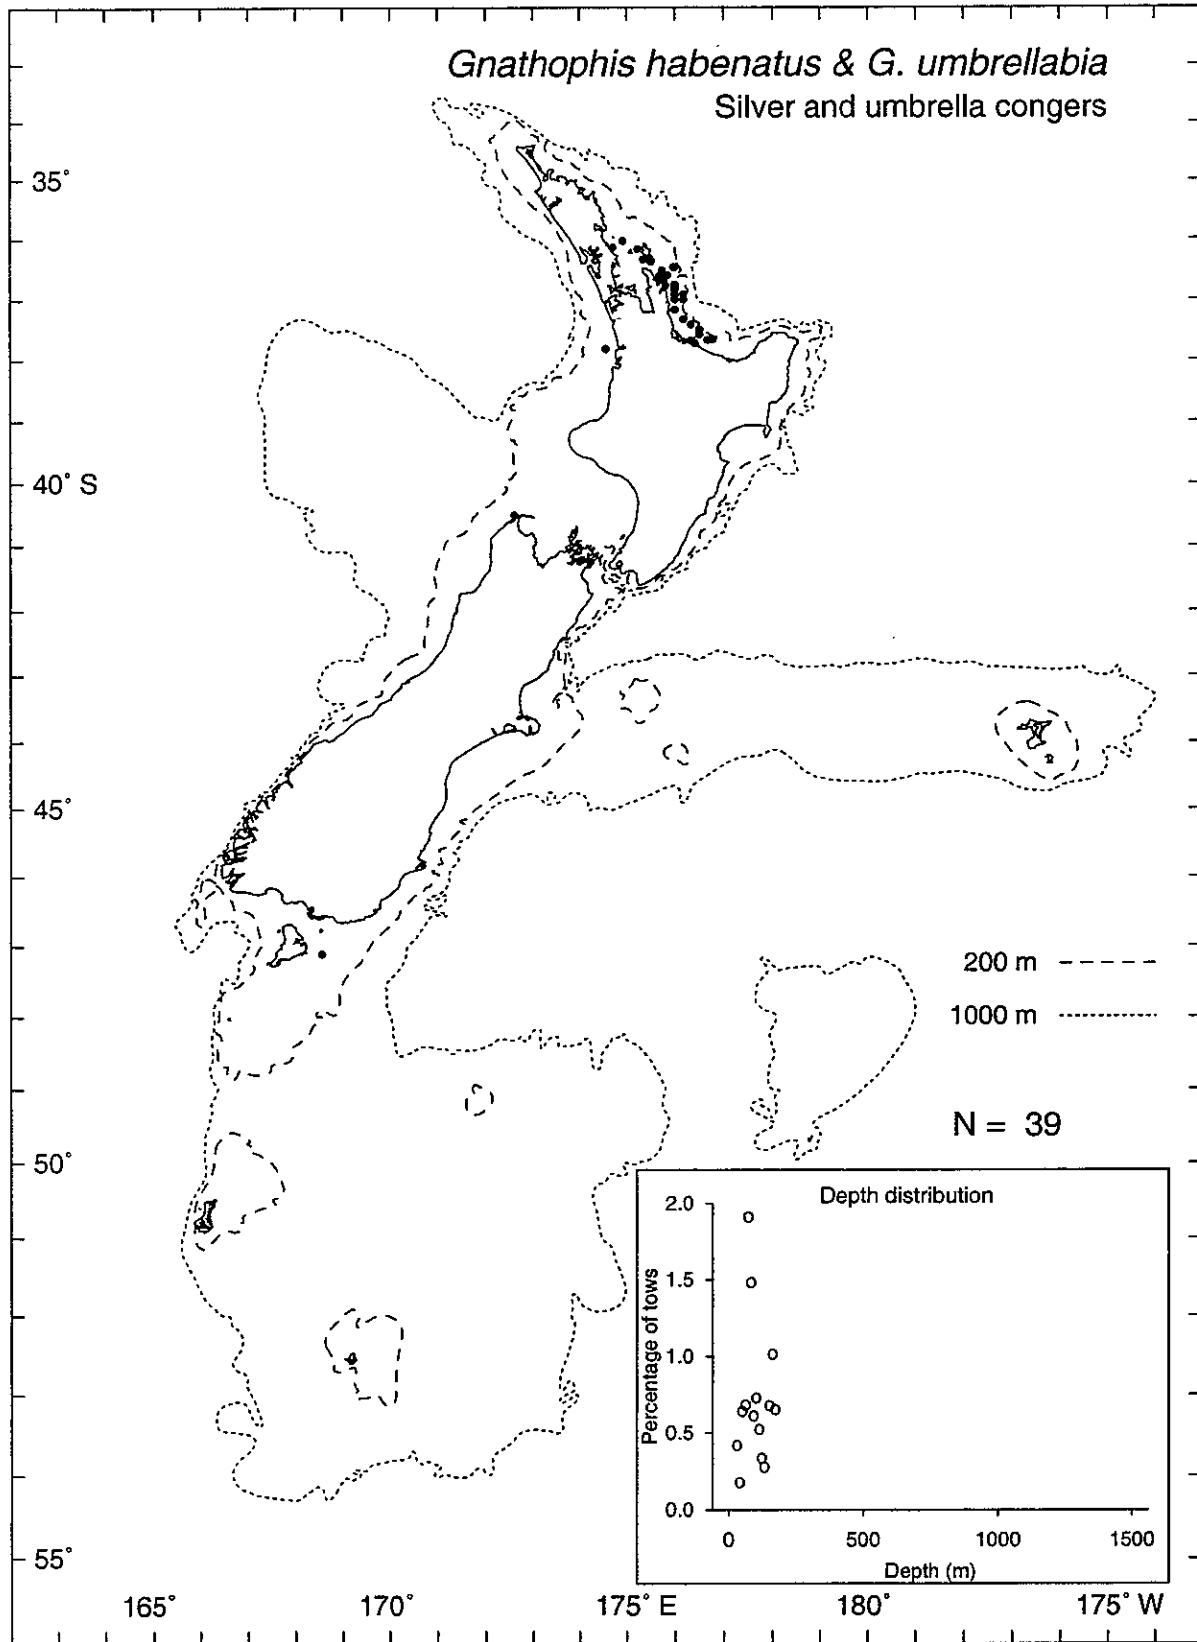 Gnathophis habenatus & G. umbrellabia
Silver and umbrella congers
35°
40° S
45°
50°
55°
200 m
1000 m
N = 39
Depth distribution
2.0
1.5
1.0
0.5
0.0
Percentage of tows
0 500 1000 1500
Depth (m)
165° 170° 175° E 180° 175° W